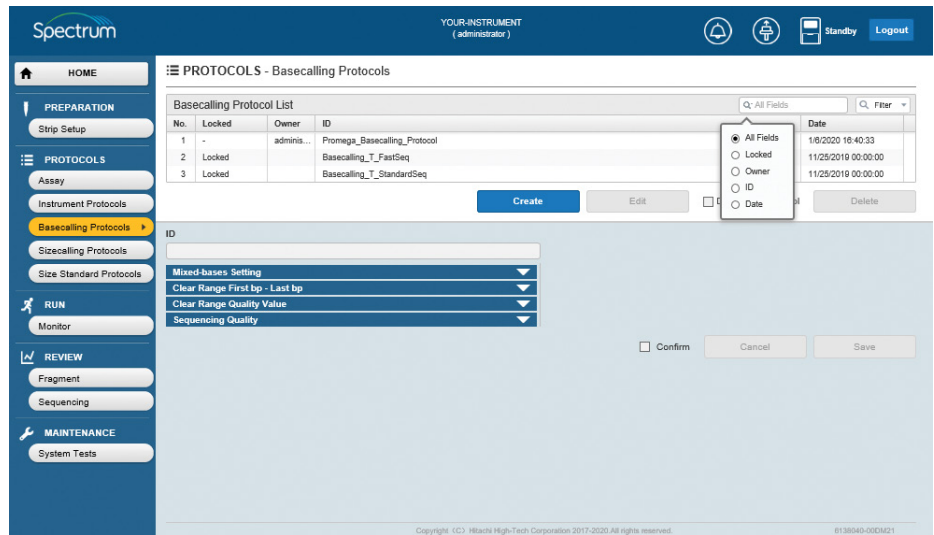 Spectrum
YOUR-INSTRUMENT
( administrator )
Standby
Logout
HOME
PROTOCOLS - Basecalling Protocols
PREPARATION
Strip Setup
PROTOCOLS
Assay
Instrument Protocols
Basecalling Protocols
Sizecalling Protocols
Size Standard Protocols
RUN
Monitor
REVIEW
Fragment
Sequencing
MAINTENANCE
System Tests
Basecalling Protocol List
All Fields
Filter
No. Locked Owner ID Date
1 - adminis... Promega_Basecalling_Protocol 1/6/2020 16:40:33
2 Locked Basecalling_T_FastSeq 11/25/2019 00:00:00
3 Locked Basecalling_T_StandardSeq 11/25/2019 00:00:00
All Fields
Locked
Owner
ID
Date
Create Edit Delete
ID
Mixed-bases Setting
Clear Range First bp - Last bp
Clear Range Quality Value
Sequencing Quality
Confirm Cancel Save
Copyright (C) Hitachi High-Tech Corporation 2017-2020.All rights reserved.
6138040-00DM21